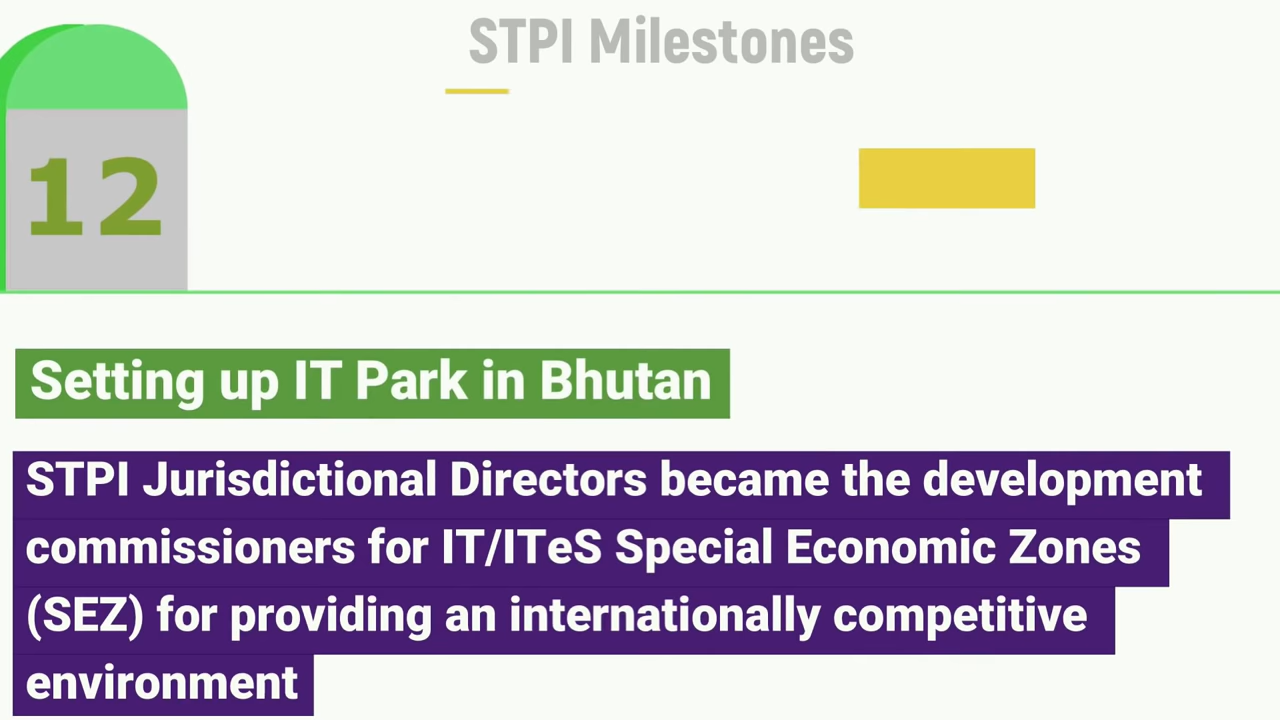 STPI Milestones
12
Setting up IT Park in Bhutan
STPI Jurisdictional Directors became the development
commissioners for IT/ITeS Special Economic Zones
(SEZ) for providing an internationally competitive
environment